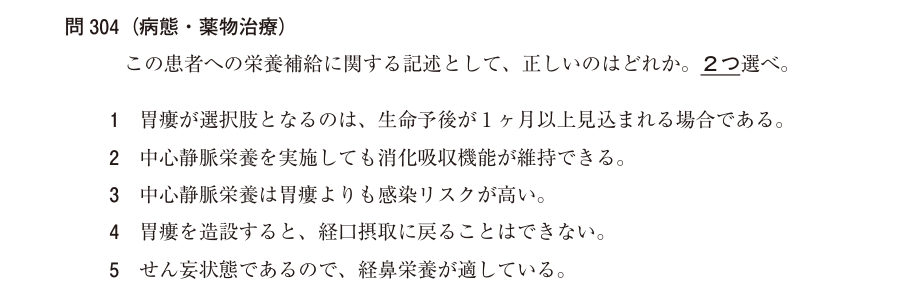 問 304（病態・薬物治療）
この患者への栄養補給に関する記述として、正しいのはどれか。２つ選べ。
1　胃瘻が選択肢となるのは、生命予後が１ヶ月以上見込まれる場合である。
2　中心静脈栄養を実施しても消化吸収機能が維持できる。
3　中心静脈栄養は胃瘻よりも感染リスクが高い。
4　胃瘻を造設すると、経口摂取に戻ることはできない。
5　せん妄状態であるので、経鼻栄養が適している。